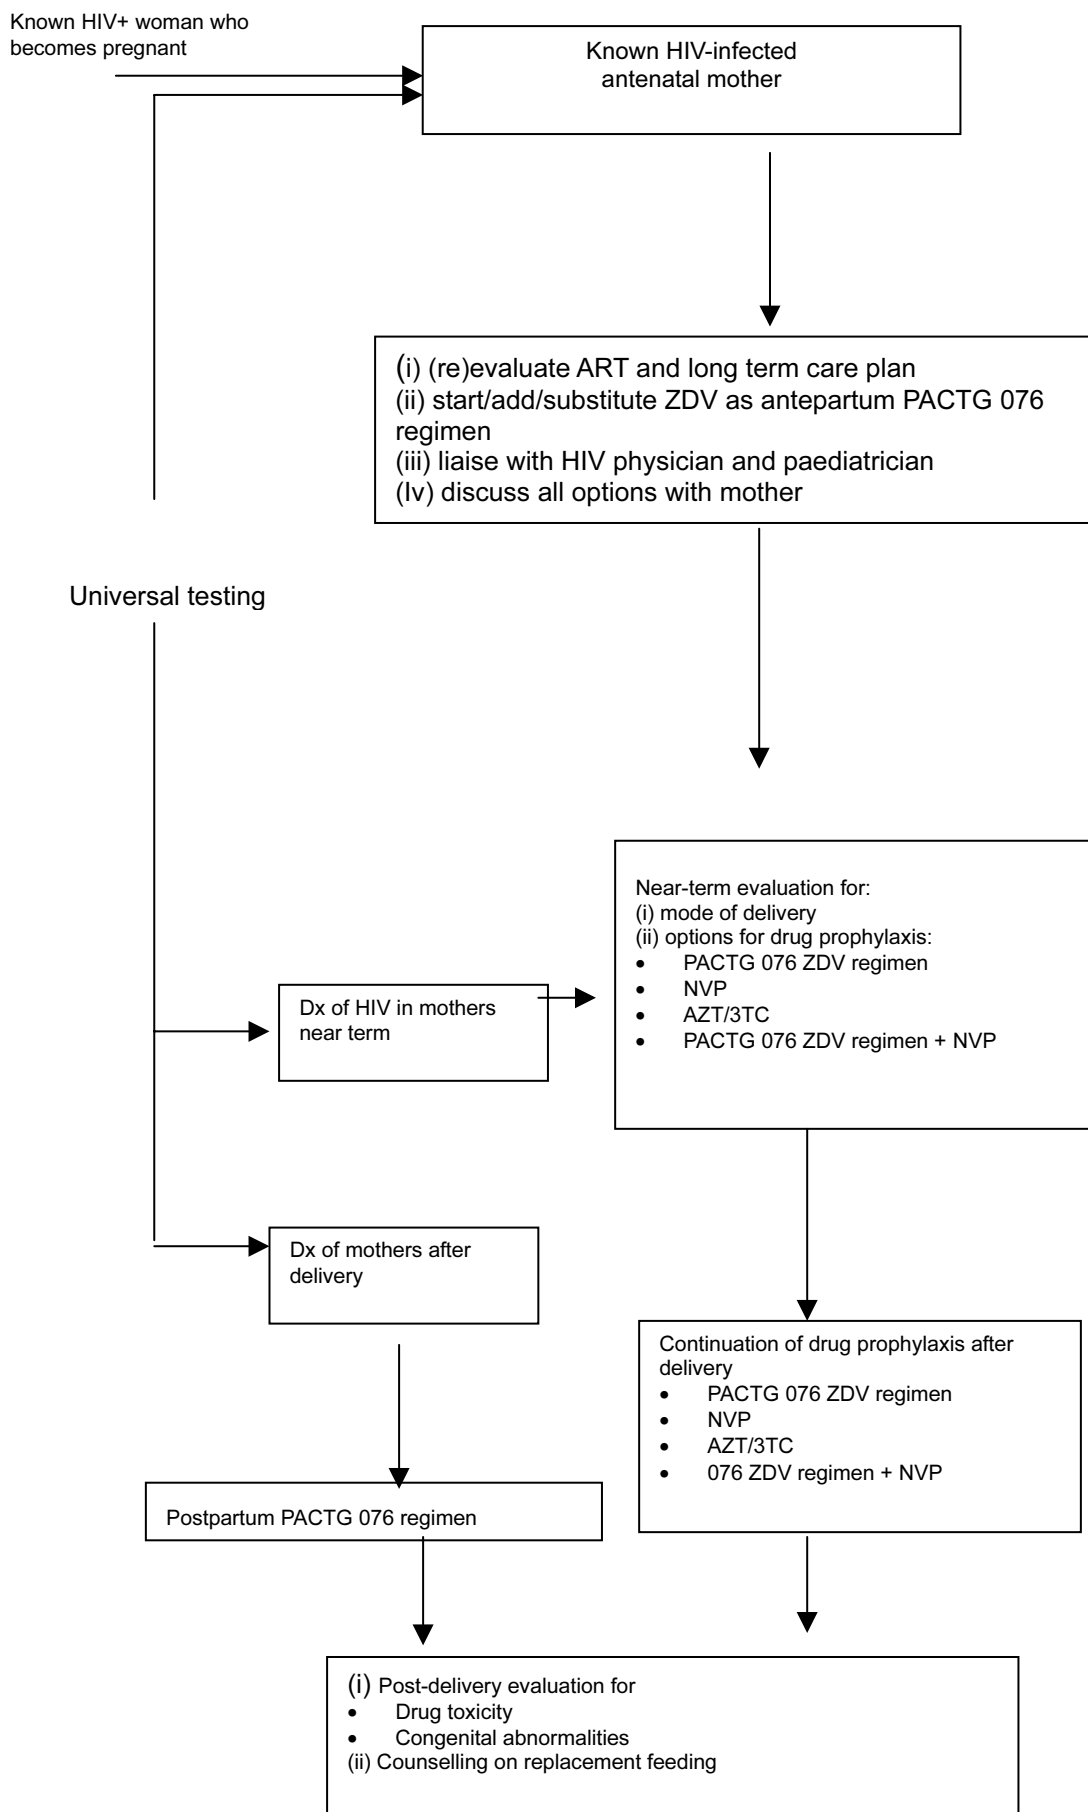 Known HIV+ woman who
becomes pregnant
Known HIV-infected
antenatal mother
(i) (re)evaluate ART and long term care plan
(ii) start/add/substitute ZDV as antepartum PACTG 076
regimen
(iii) liaise with HIV physician and paediatrician
(Iv) discuss all options with mother
Universal testing
Near-term evaluation for:
(i) mode of delivery
(ii) options for drug prophylaxis:
• PACTG 076 ZDV regimen
• NVP
• AZT/3TC
• PACTG 076 ZDV regimen + NVP
Dx of HIV in mothers
near term
Dx of mothers after
delivery
Continuation of drug prophylaxis after
delivery
• PACTG 076 ZDV regimen
• NVP
• AZT/3TC
• 076 ZDV regimen + NVP
Postpartum PACTG 076 regimen
(i) Post-delivery evaluation for
• Drug toxicity
• Congenital abnormalities
(ii) Counselling on replacement feeding